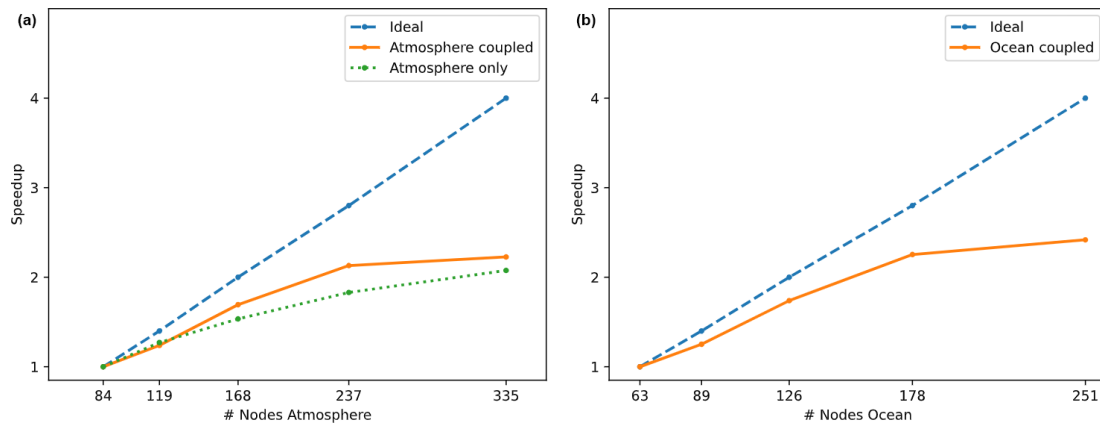 (a)
Ideal
Atmosphere coupled
Atmosphere only
4
3
2
1
Speedup
84 119 168 237 335
# Nodes Atmosphere
(b)
Ideal
Ocean coupled
4
3
2
1
Speedup
63 89 126 178 251
# Nodes Ocean